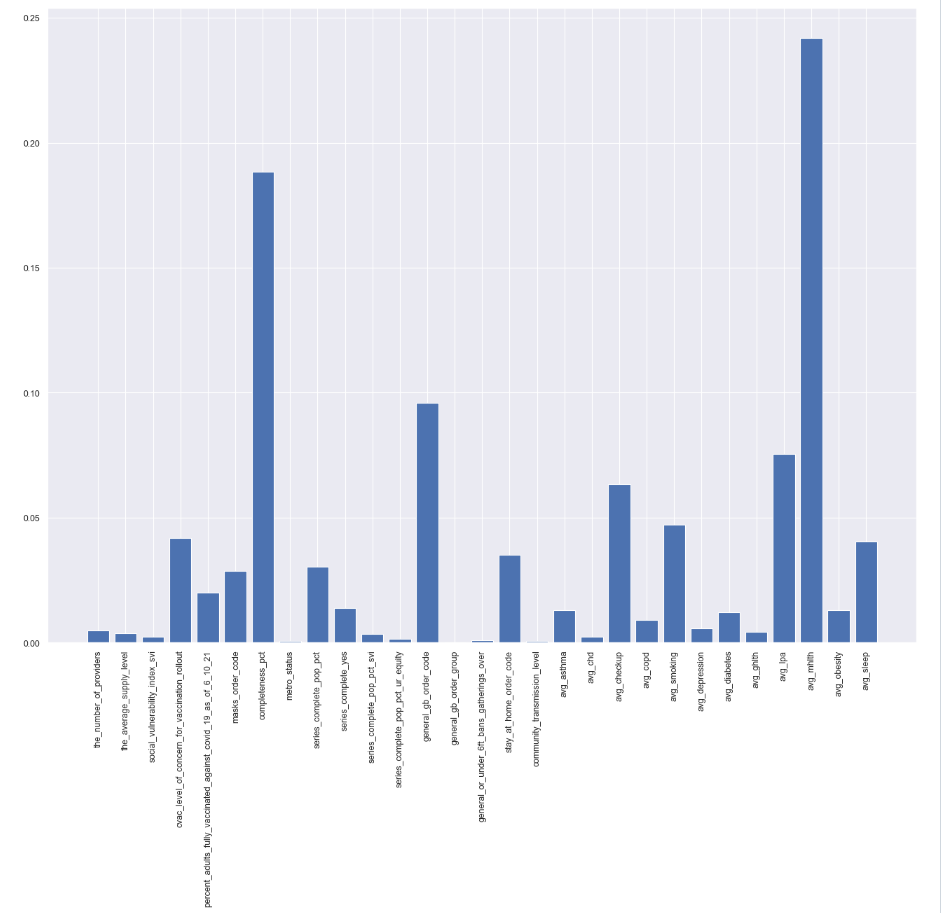 0.25
0.20
0.15
0.10
0.05
0.00
the_number_of_providers
the_average_supply_level
social_vulnerability_index_svi
cvac_level_of_concern_for_vaccination_rollout
percent_adults_fully_vaccinated_against_covid_19_as_of_6_10_21
masks_order_code
completeness_pct
metro_status
series_complete_pop_pct
series_complete_yes
series_complete_pop_pct_svi
series_complete_pop_pct_ur_equity
general_gb_order_code
general_gb_order_group
general_or_under_6ft_bans_gatherings_over
stay_at_home_order_code
community_transmission_level
avg_asthma
avg_chd
avg_checkup
avg_copd
avg_smoking
avg_depression
avg_diabetes
avg_ghlth
avg_lpa
avg_mhlth
avg_obesity
avg_sleep